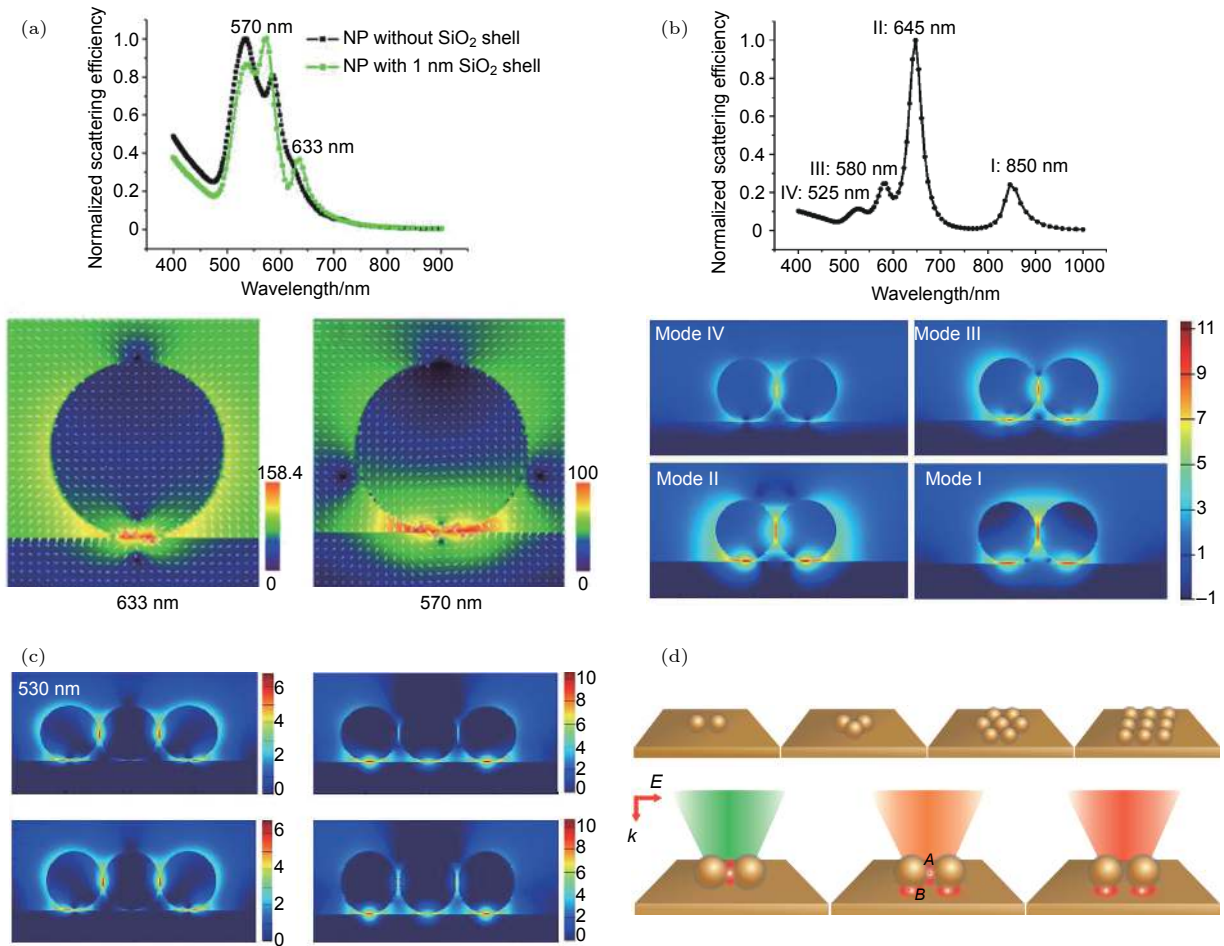 (a)
570 nm
Normalized scattering efficiency
1.0
0.8
0.6
0.4
0.2
0
NP without SiO₂ shell
NP with 1 nm SiO₂ shell
633 nm
400 500 600 700 800 900
Wavelength/nm
158.4
0
633 nm
100
0
570 nm
(b)
II: 645 nm
Normalized scattering efficiency
1.0
0.8
0.6
0.4
0.2
0
III: 580 nm
IV: 525 nm
I: 850 nm
400 500 600 700 800 900 1000
Wavelength/nm
Mode IV
Mode III
Mode II
Mode I
11
9
7
5
3
1
–1
(c)
530 nm
6
4
2
0
10
8
6
4
2
0
6
4
2
0
10
8
6
4
2
0
(d)
E
k
A
B